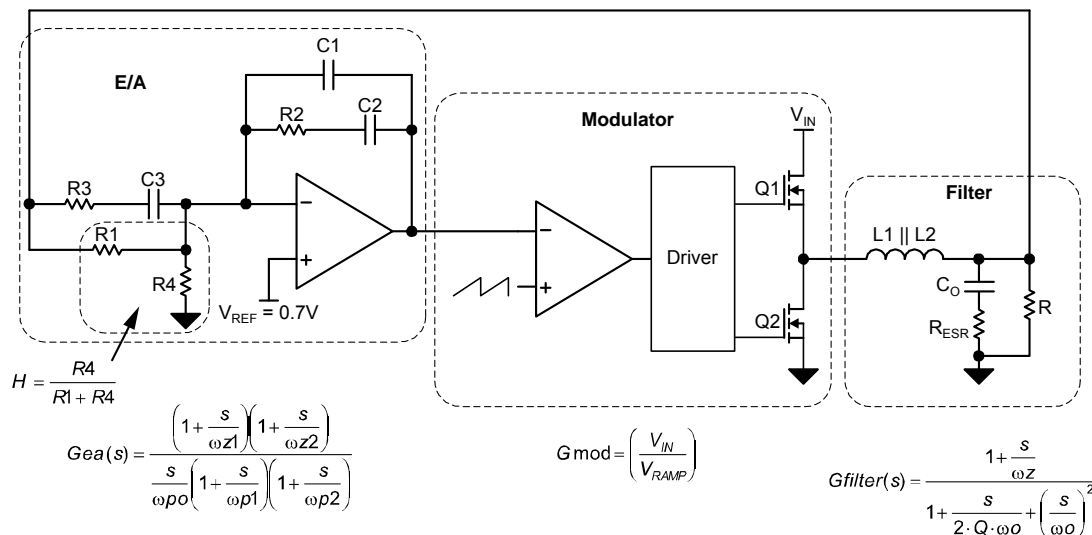 E/A
C1
R2
C2
R3
C3
R1
R4
V_REF = 0.7V
H = R4 / (R1 + R4)
Gea(s) = (1 + s/ωz1)(1 + s/ωz2) / (s/ωpo (1 + s/ωp1)(1 + s/ωp2))
Modulator
V_IN
Q1
Driver
Q2
Gmod = (V_IN / V_RAMP)
Filter
L1 || L2
C_O
R
R_ESR
Gfilter(s) = (1 + s/ωz) / (1 + s/(2·Q·ωo) + (s/ωo)^2)